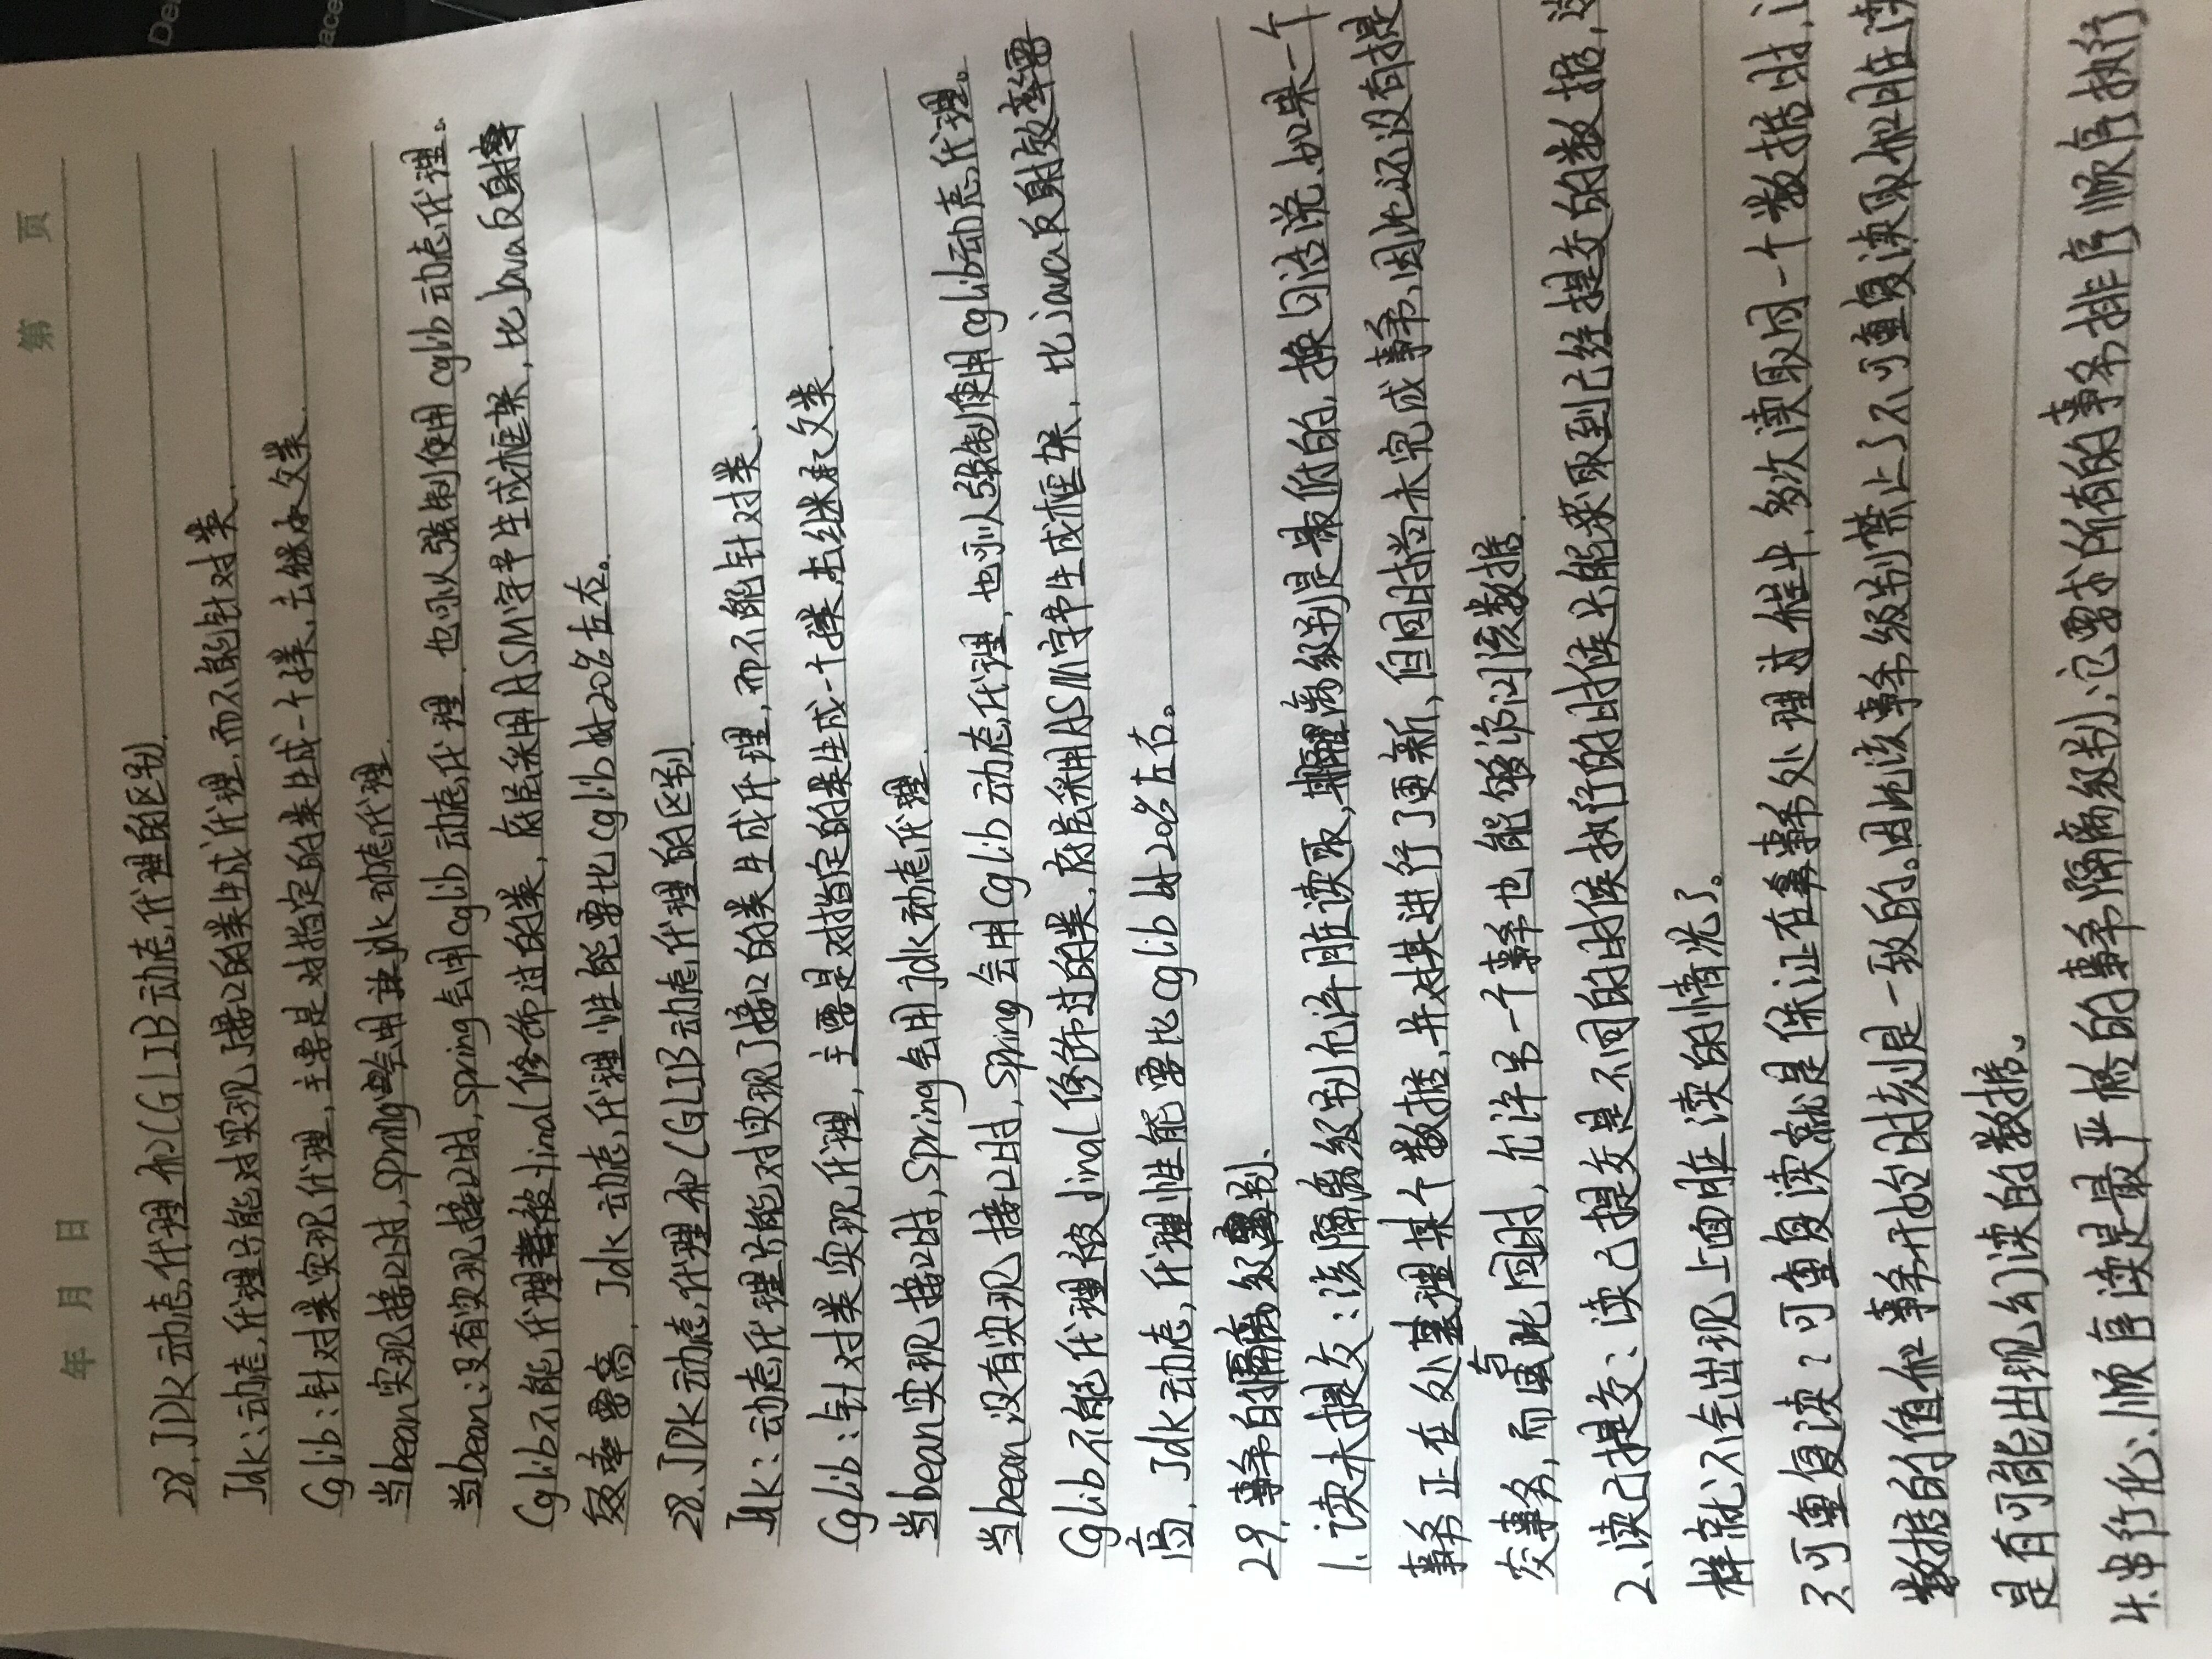 第 页
年 月 日
28.JDK动态代理和CGLIB动态代理的区别.
Jdk:动态代理只能对实现了接口的类生成代理,而不能针对类.
Cglib:针对类实现代理,主要是对指定的类生成一个子类,去继承父类.
当bean实现接口时,spring会用jdk动态代理.
当bean没有实现接口时,spring会用cglib动态代理.也可以强制使用cglib动态代理。
Cglib不能代理被final修饰过的类,底层采用ASM字节生成框架,比Java反射
效率要高.Jdk动态代理性能要比cglib好20%左右。
28.JDK动态代理和CGLIB动态代理的区别
Jdk:动态代理只能对实现了接口的类生成代理,而不能针对类.
Cglib:针对类实现代理,主要是对指定的类生成一个子类,去继承父类.
当bean实现接口时,spring会用jdk动态代理.
当bean没有实现接口时,spring会用cglib动态代理,也可以强制使用cglib动态代理。
Cglib不能代理被final修饰过的类,底层采用ASM字节生成框架,比java反射效率要
高.Jdk动态代理性能要比cglib好20%左右。
29.事务的隔离级别.
1.读未提交:该隔离级别允许脏读取,其隔离级别是最低的,换句话说,如果一个
事务正在处理某个数据,并对其进行了更新,但同时尚未完成事务,因此还没有提
交事务,而与此同时,允许另一个事务也能够访问该数据.
2、读已提交:读已提交是不同的时候执行的时候只能获取到已经提交的数据,这
样就不会出现上面脏读的情况了。
3.可重复读:可重复读就是保证在事务处理过程中,多次读取同一个数据时,
数据的值和事务开始时刻是一致的。因此该事务级别禁止了不可重复读取和脏读
是有可能出现幻读的数据。
4.串行化:顺序读是最严格的事务隔离级别,它要求所有的事务排序顺序执行